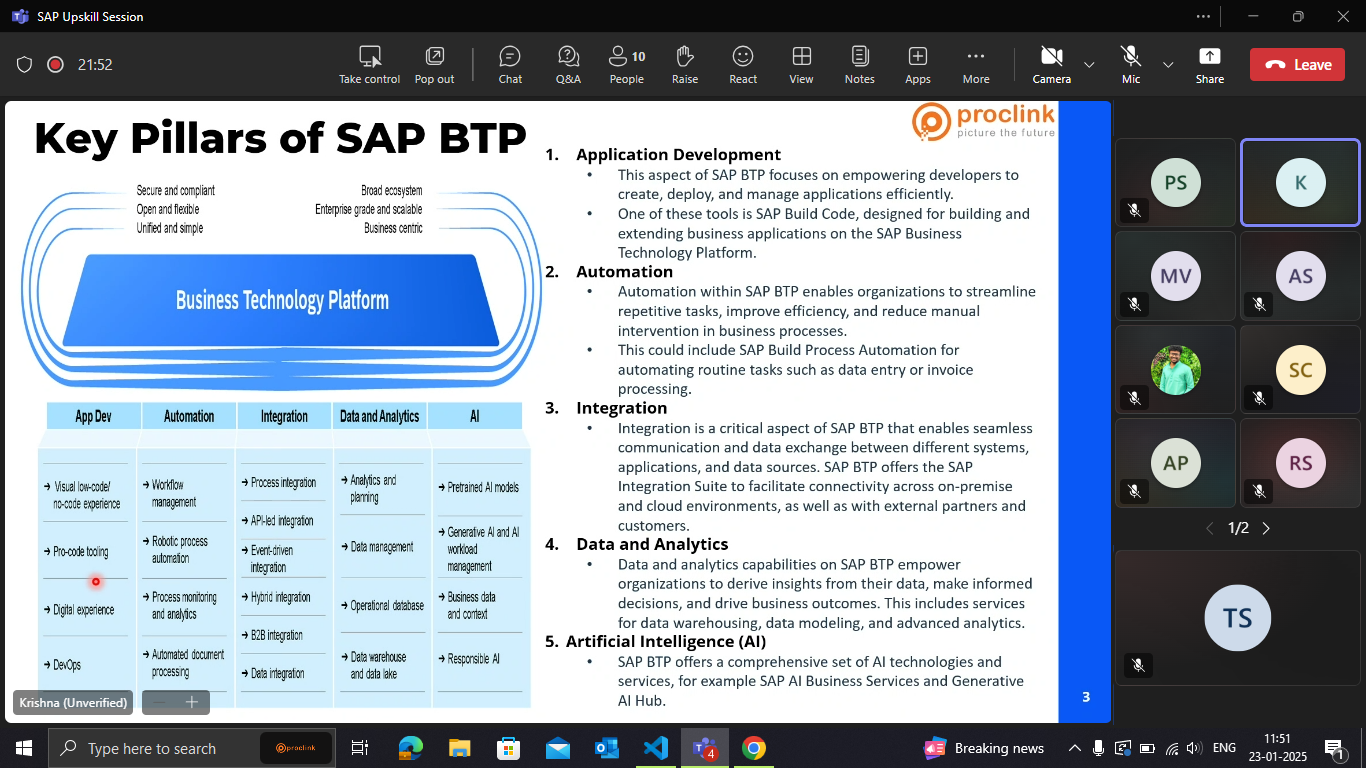 SAP Upskill Session
21:52
Take control
Pop out
Chat
Q&A
10
People
Raise
React
View
Notes
Apps
More
Camera
Mic
Share
Leave
Key Pillars of SAP BTP
proclink
picture the future
Secure and compliant
Open and flexible
Unified and simple
Broad ecosystem
Enterprise grade and scalable
Business centric
Business Technology Platform
App Dev
Automation
Integration
Data and Analytics
AI
→ Visual low-code/
no-code experience
→ Pro-code tooling
→ Digital experience
→ DevOps
→ Workflow
management
→ Robotic process
automation
→ Process monitoring
and analytics
→ Automated document
processing
→ Process integration
→ API-led integration
→ Event-driven
integration
→ Hybrid integration
→ B2B integration
→ Data integration
→ Analytics and
planning
→ Data management
→ Operational database
→ Data warehouse
and data lake
→ Pretrained AI models
→ Generative AI and AI
workload
management
→ Business data
and context
→ Responsible AI
1. Application Development
• This aspect of SAP BTP focuses on empowering developers to
create, deploy, and manage applications efficiently.
• One of these tools is SAP Build Code, designed for building and
extending business applications on the SAP Business
Technology Platform.
2. Automation
• Automation within SAP BTP enables organizations to streamline
repetitive tasks, improve efficiency, and reduce manual
intervention in business processes.
• This could include SAP Build Process Automation for
automating routine tasks such as data entry or invoice
processing.
3. Integration
• Integration is a critical aspect of SAP BTP that enables seamless
communication and data exchange between different systems,
applications, and data sources. SAP BTP offers the SAP
Integration Suite to facilitate connectivity across on-premise
and cloud environments, as well as with external partners and
customers.
4. Data and Analytics
• Data and analytics capabilities on SAP BTP empower
organizations to derive insights from their data, make informed
decisions, and drive business outcomes. This includes services
for data warehousing, data modeling, and advanced analytics.
5. Artificial Intelligence (AI)
• SAP BTP offers a comprehensive set of AI technologies and
services, for example SAP AI Business Services and Generative
AI Hub.
3
Krishna (Unverified)
PS
K
MV
AS
SC
AP
RS
1/2
TS
Type here to search
proclink
4
Breaking news
ENG
11:51
23-01-2025
1